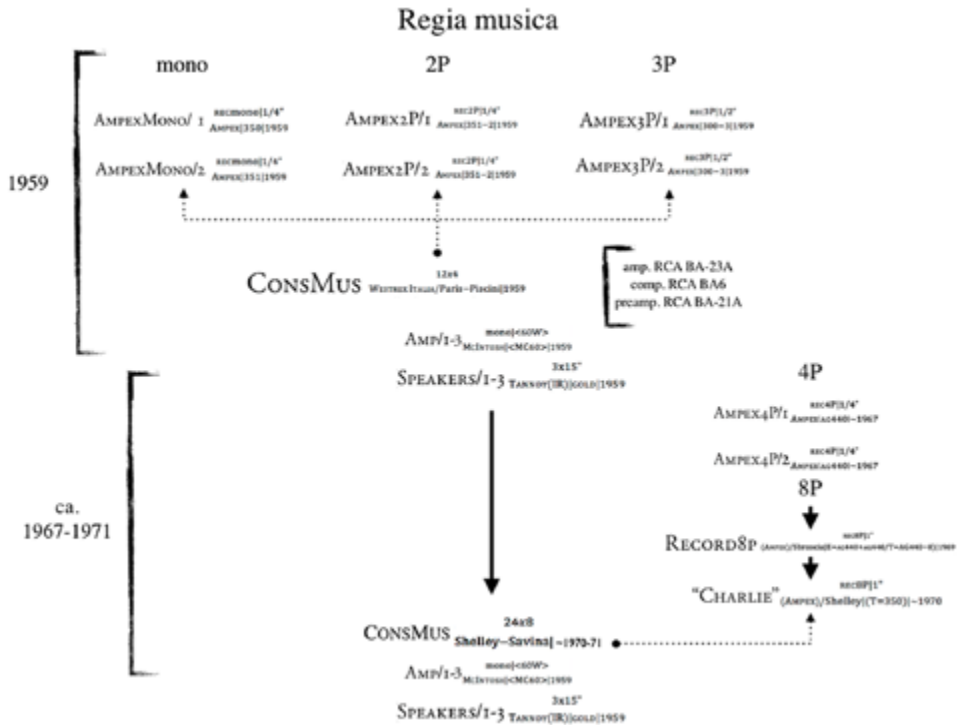 Regia musica
mono 2P 3P
AmpexMono/ 1 recmono|1/4" Ampex|350|1959
Ampex2P/1 rec2P|1/4" Ampex|351-2|1959
Ampex3P/1 rec3P|1/2" Ampex|300-3|1959
AmpexMono/2 recmono|1/4" Ampex|351|1959
Ampex2P/2 rec2P|1/4" Ampex|351-2|1959
Ampex3P/2 rec3P|1/2" Ampex|300-3|1959
1959
ConsMus 12x4 WestrexItalia/Paris-Piscini|1959
amp. RCA BA-23A
comp. RCA BA6
preamp. RCA BA-21A
Amp/1-3 mono|<60W> McIntosh|<MC60>|1959
Speakers/1-3 3x15" Tannoy(IR)|gold|1959
4P
Ampex4P/1 rec4P|1/4" Ampex|AG440|~1967
Ampex4P/2 rec4P|1/4" Ampex|AG440|~1967
8P
ca.
1967-1971
Record8P rec8P|1"
"Charlie" rec8P|1" (Ampex)/Shelley|(T=350)|~1970
ConsMus 24x8 Shelley-Savina|~1970-71
Amp/1-3 mono|<60W> McIntosh|<MC60>|1959
Speakers/1-3 3x15" Tannoy(IR)|gold|1959